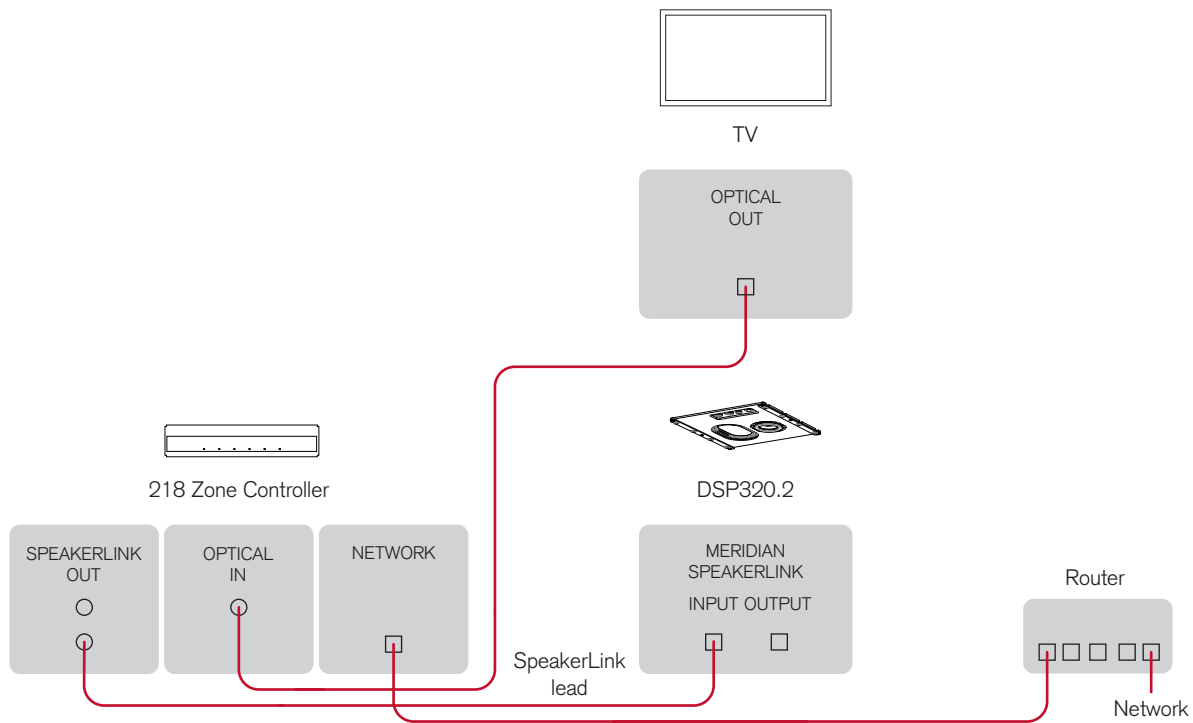 TV
OPTICAL
OUT
218 Zone Controller
DSP320.2
SPEAKERLINK
OUT
OPTICAL
IN
NETWORK
MERIDIAN
SPEAKERLINK
INPUT OUTPUT
Router
SpeakerLink
lead
Network